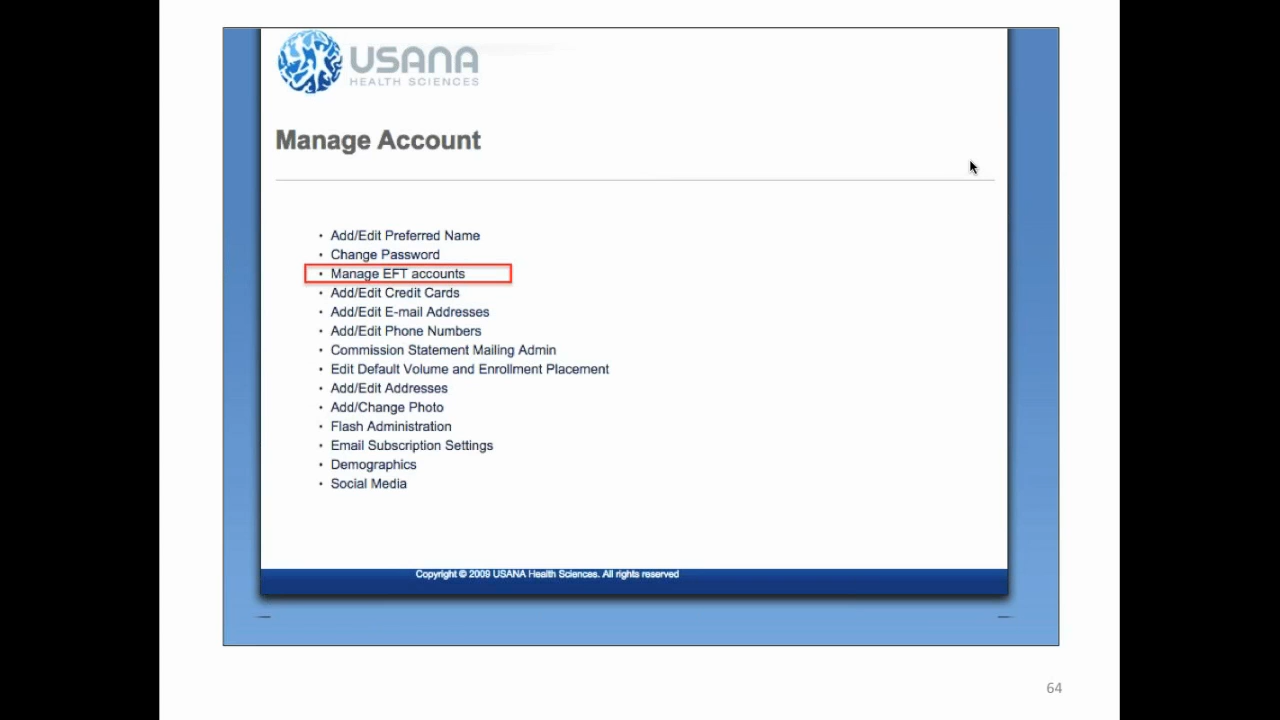 USANA
HEALTH SCIENCES
Manage Account
• Add/Edit Preferred Name
• Change Password
• Manage EFT accounts
• Add/Edit Credit Cards
• Add/Edit E-mail Addresses
• Add/Edit Phone Numbers
• Commission Statement Mailing Admin
• Edit Default Volume and Enrollment Placement
• Add/Edit Addresses
• Add/Change Photo
• Flash Administration
• Email Subscription Settings
• Demographics
• Social Media
Copyright © 2009 USANA Health Sciences. All rights reserved
64